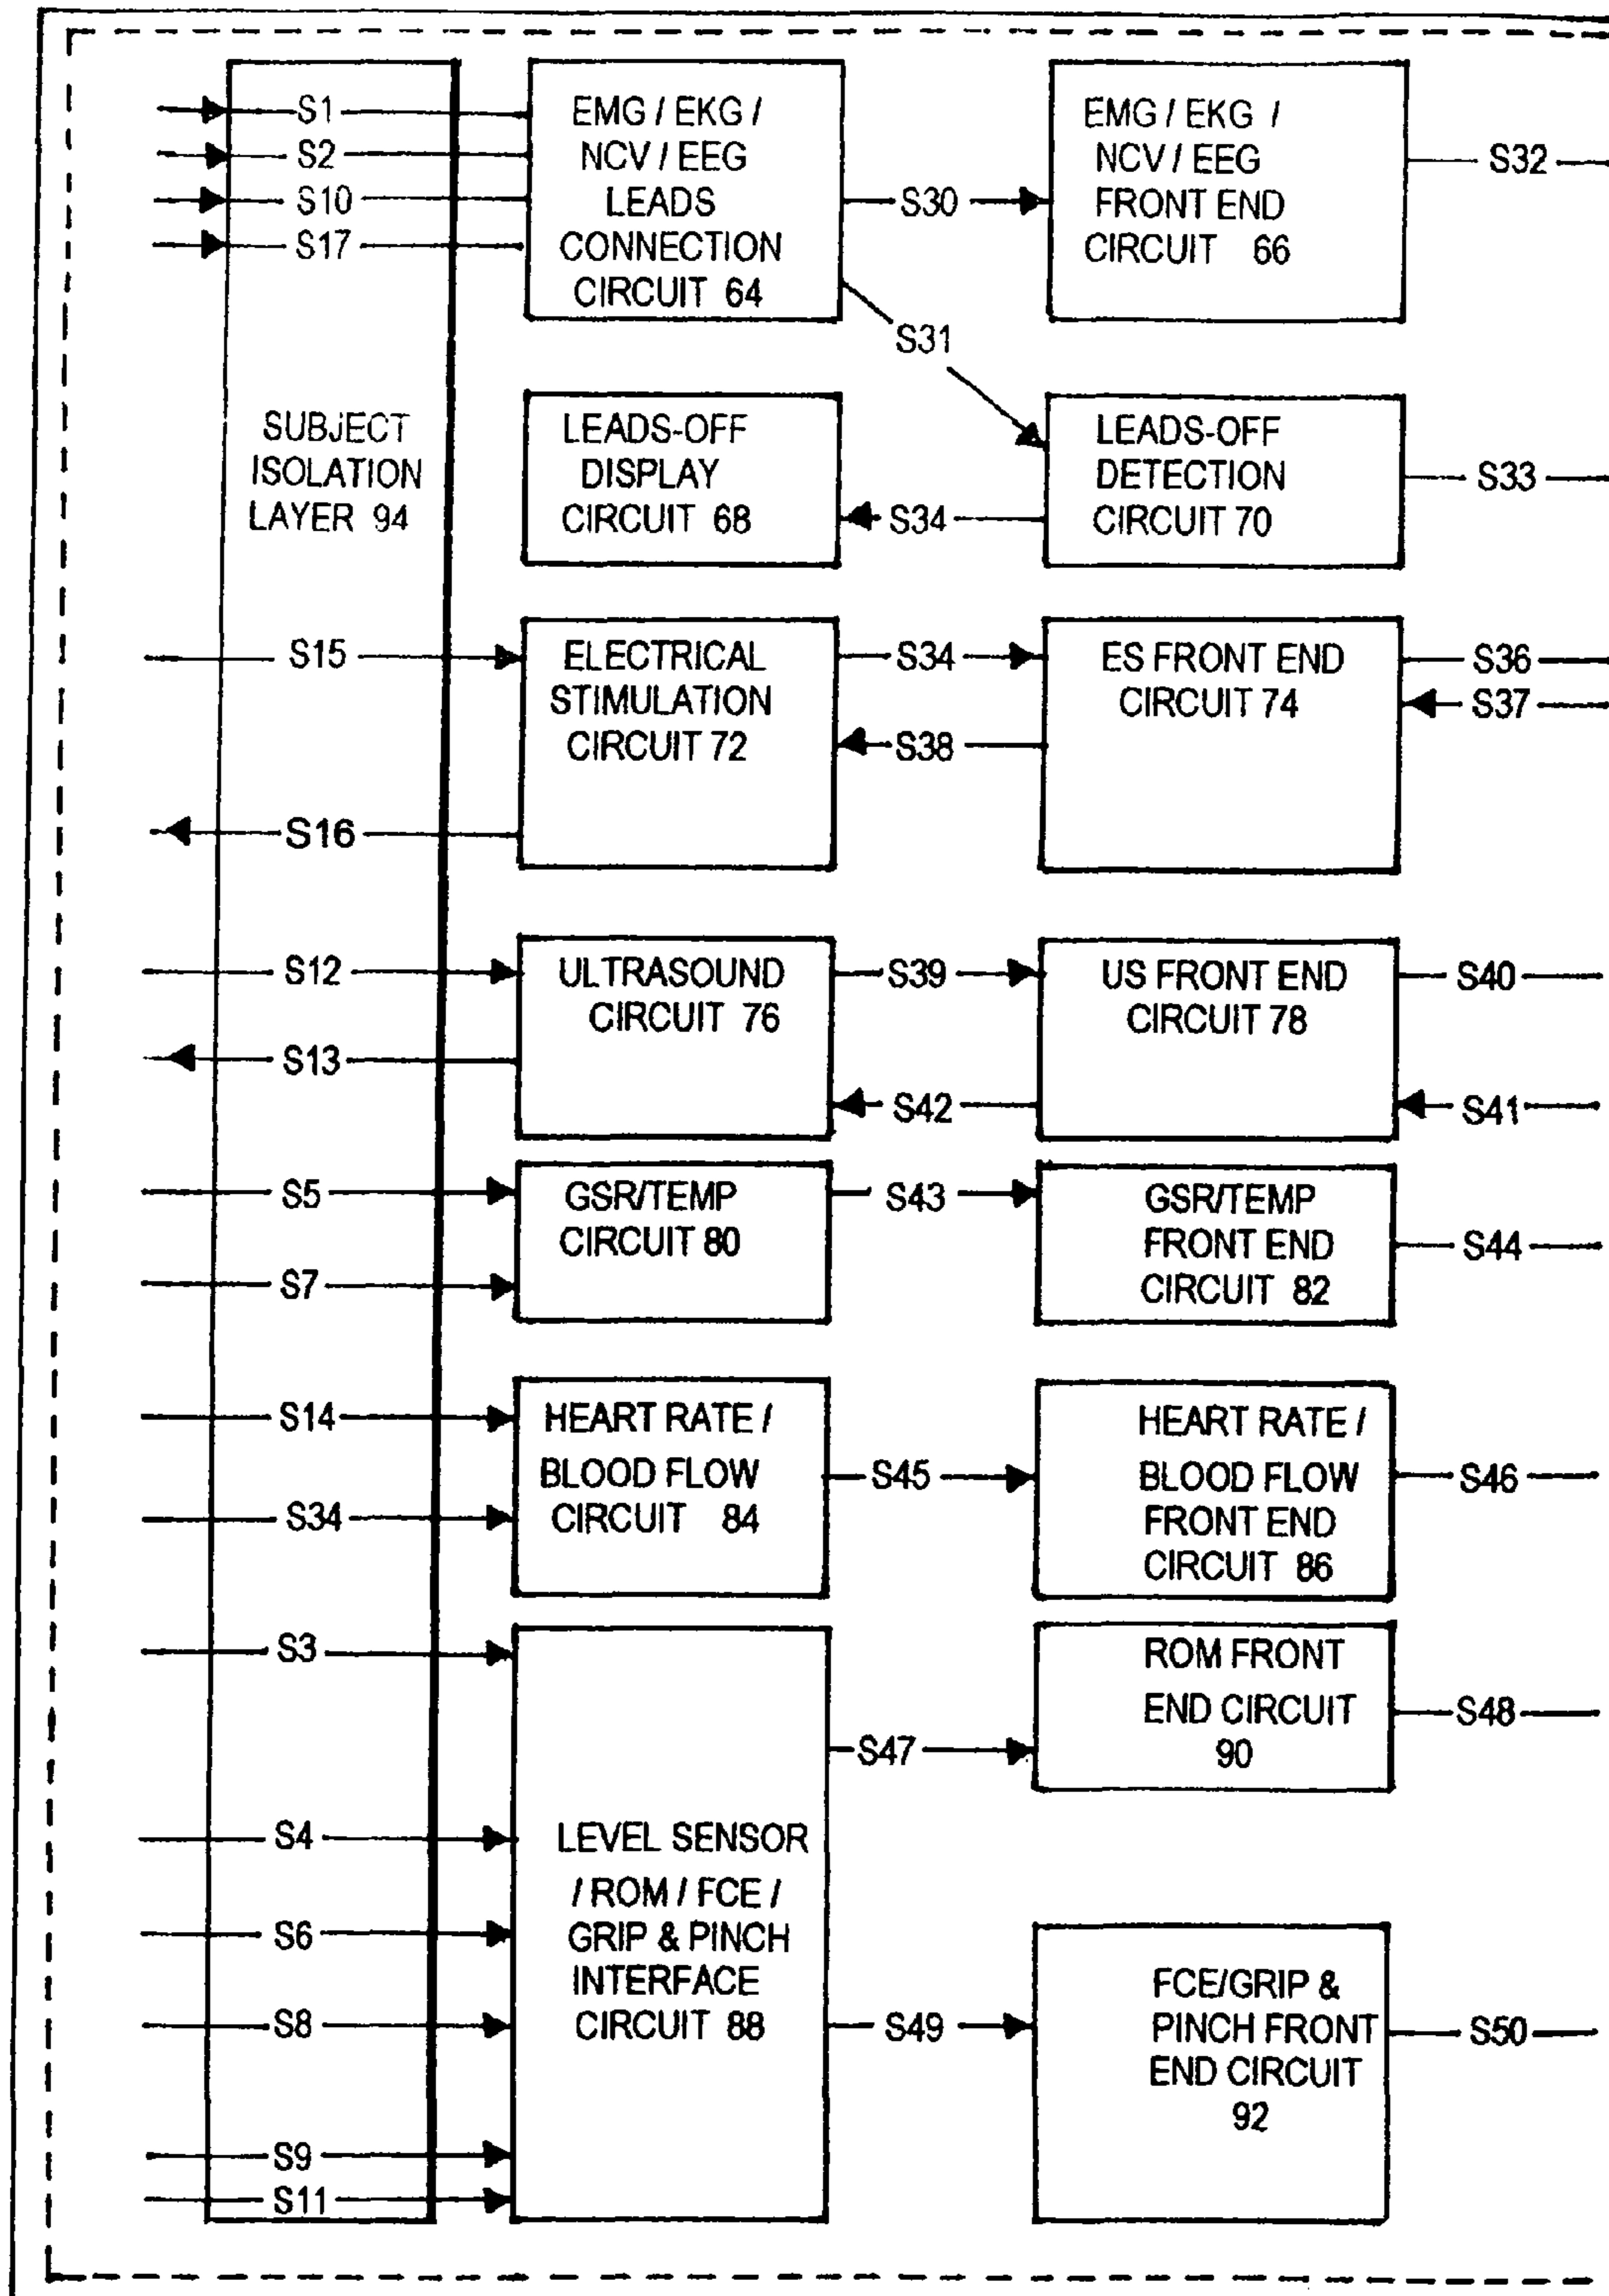 S1
S2
S10
S17
EMG / EKG /
NCV / EEG
LEADS
CONNECTION
CIRCUIT 64
S30
EMG / EKG /
NCV / EEG
FRONT END
CIRCUIT 66
S32
S31
SUBJECT
ISOLATION
LAYER 94
LEADS-OFF
DISPLAY
CIRCUIT 68
S34
LEADS-OFF
DETECTION
CIRCUIT 70
S33
S15
S16
ELECTRICAL
STIMULATION
CIRCUIT 72
S34
S38
ES FRONT END
CIRCUIT 74
S36
S37
S12
S13
ULTRASOUND
CIRCUIT 76
S39
S42
US FRONT END
CIRCUIT 78
S40
S41
S5
S7
GSR/TEMP
CIRCUIT 80
S43
GSR/TEMP
FRONT END
CIRCUIT 82
S44
S14
S34
HEART RATE /
BLOOD FLOW
CIRCUIT 84
S45
HEART RATE /
BLOOD FLOW
FRONT END
CIRCUIT 86
S46
S3
S4
S6
S8
S9
S11
LEVEL SENSOR
/ ROM / FCE /
GRIP & PINCH
INTERFACE
CIRCUIT 88
S47
ROM FRONT
END CIRCUIT
90
S48
S49
FCE/GRIP &
PINCH FRONT
END CIRCUIT
92
S50